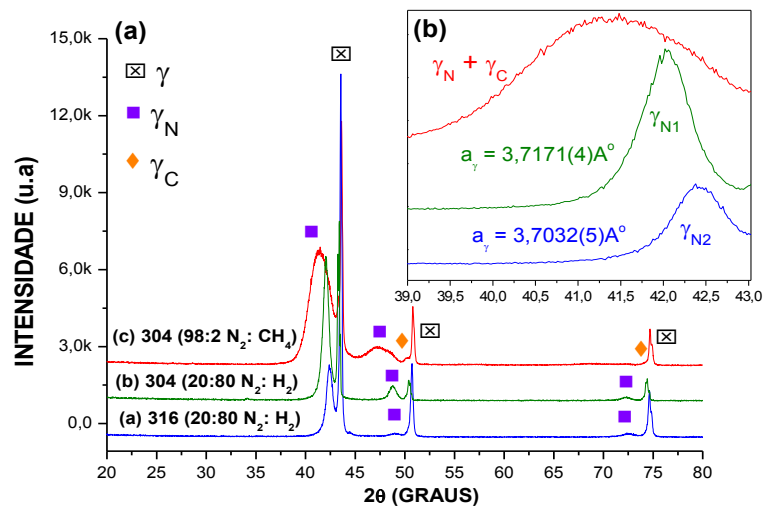 (a)
γ
γN
γC
INTENSIDADE (u.a)
15,0k
12,0k
9,0k
6,0k
3,0k
0,0
(c) 304 (98:2 N2: CH4)
(b) 304 (20:80 N2: H2)
(a) 316 (20:80 N2: H2)
20 25 30 35 40 45 50 55 60 65 70 75 80
2θ (GRAUS)
(b)
γN + γC
γN1
aγ = 3,7171(4)Aº
aγ = 3,7032(5)Aº
γN2
39,0 39,5 40,0 40,5 41,0 41,5 42,0 42,5 43,0